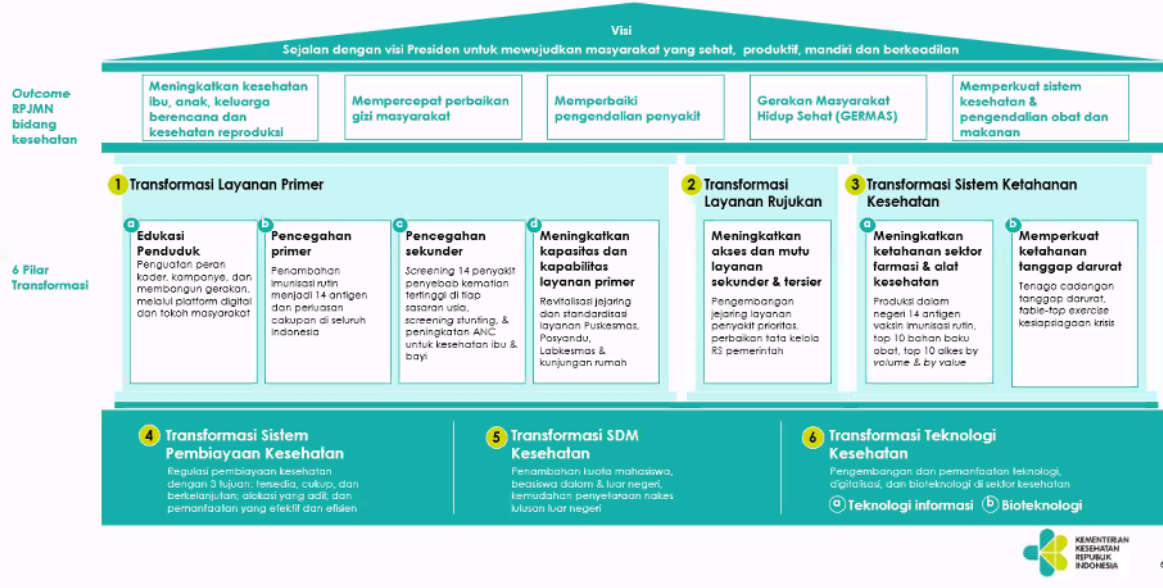 Visi
Sejalan dengan visi Presiden untuk mewujudkan masyarakat yang sehat, produktif, mandiri dan berkeadilan
Outcome
RPJMN
bidang
kesehatan
Meningkatkan kesehatan
ibu, anak, keluarga
berencana dan
kesehatan reproduksi
Mempercepat perbaikan
gizi masyarakat
Memperbaiki
pengendalian penyakit
Gerakan Masyarakat
Hidup Sehat (GERMAS)
Memperkuat sistem
kesehatan &
pengendalian obat dan
makanan
6 Pilar
Transformasi
1 Transformasi Layanan Primer
a
Edukasi
Penduduk
Penguatan peran
kader, kampanye, dan
membangun gerakan,
melalui platform digital
dan tokoh masyarakat
b
Pencegahan
primer
Penambahan
imunisasi rutin
menjadi 14 antigen
dan perluasan
cakupan di seluruh
Indonesia
c
Pencegahan
sekunder
Screening 14 penyakit
penyebab kematian
tertinggi di tiap
sasaran usia,
screening stunting, &
peningkatan ANC
untuk kesehatan ibu &
bayi
d
Meningkatkan
kapasitas dan
kapabilitas
layanan primer
Revitalisasi jejaring
dan standardisasi
layanan Puskesmas,
Posyandu,
Labkesmas &
kunjungan rumah
2 Transformasi
Layanan Rujukan
Meningkatkan
akses dan mutu
layanan
sekunder & tersier
Pengembangan
jejaring layanan
penyakit prioritas,
perbaikan tata kelola
RS pemerintah
3 Transformasi Sistem Ketahanan
Kesehatan
a
Meningkatkan
ketahanan sektor
farmasi & alat
kesehatan
Produksi dalam
negeri 14 antigen
vaksin imunisasi rutin,
top 10 bahan baku
obat, top 10 alkes by
volume & by value
b
Memperkuat
ketahanan
tanggap darurat
Tenaga cadangan
tanggap darurat,
table-top exercise
kesiapsiagaan krisis
4 Transformasi Sistem
Pembiayaan Kesehatan
Regulasi pembiayaan kesehatan
dengan 3 tujuan: tersedia, cukup, dan
berkelanjutan; alokasi yang adil; dan
pemanfaatan yang efektif dan efisien
5 Transformasi SDM
Kesehatan
Penambahan kuota mahasiswa,
beasiswa dalam & luar negeri,
kemudahan penyetaraan nakes
lulusan luar negeri
6 Transformasi Teknologi
Kesehatan
Pengembangan dan pemanfaatan teknologi,
digitalisasi, dan bioteknologi di sektor kesehatan
a Teknologi informasi b Bioteknologi
KEMENTERIAN
KESEHATAN
REPUBLIK
INDONESIA